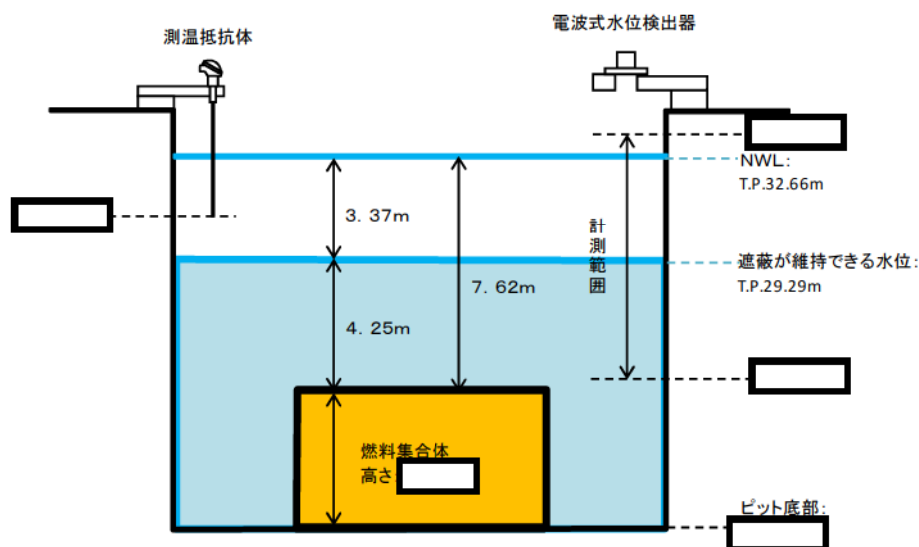 測温抵抗体
電波式水位検出器
NWL:
T.P.32.66m
3.37m
計測範囲
遮蔽が維持できる水位:
T.P.29.29m
7.62m
4.25m
燃料集合体
高さ:
ピット底部: